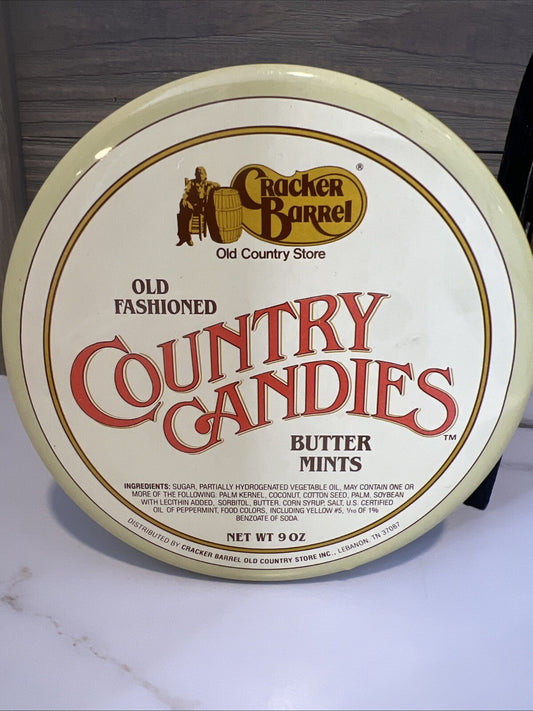 Cracker
Barrel®
Old Country Store
OLD
FASHIONED
COUNTRY
CANDIES™
BUTTER
MINTS
INGREDIENTS: SUGAR, PARTIALLY HYDROGENATED VEGETABLE OIL, MAY CONTAIN ONE OR
MORE OF THE FOLLOWING: PALM KERNEL, COCONUT, COTTON SEED, PALM, SOYBEAN
WITH LECITHIN ADDED, SORBITOL, BUTTER, CORN SYRUP, SALT, U.S. CERTIFIED
OIL OF PEPPERMINT, FOOD COLORS, INCLUDING YELLOW #5, 1/10 OF 1%
BENZOATE OF SODA
NET WT 9 OZ
DISTRIBUTED BY CRACKER BARREL OLD COUNTRY STORE INC., LEBANON, TN 37087